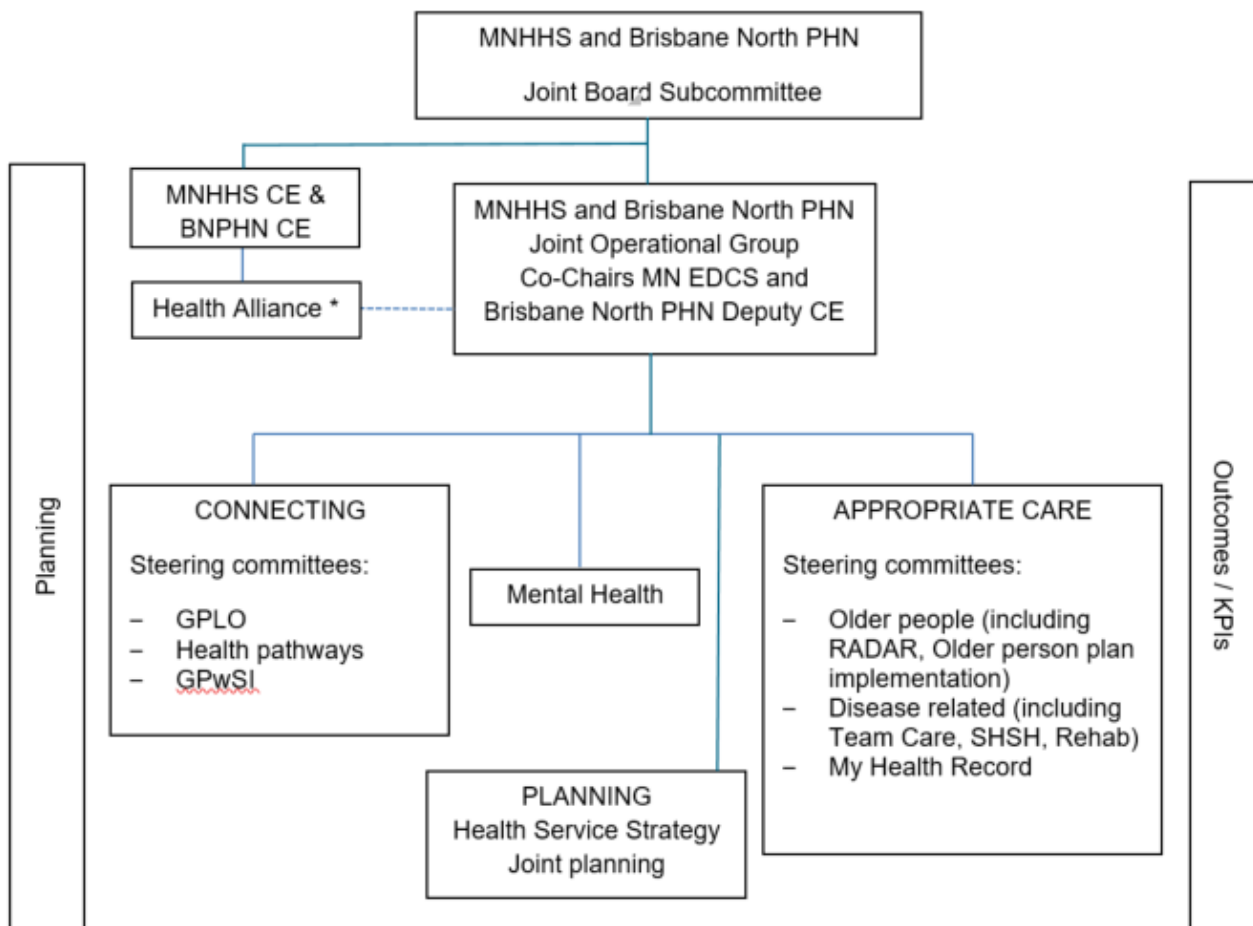 MNHHS and Brisbane North PHN
Joint Board Subcommittee
MNHHS CE &
BNPHN CE
Health Alliance *
MNHHS and Brisbane North PHN
Joint Operational Group
Co-Chairs MN EDCS and
Brisbane North PHN Deputy CE
Planning
CONNECTING
Steering committees:
– GPLO
– Health pathways
– GPwSI
Mental Health
PLANNING
Health Service Strategy
Joint planning
APPROPRIATE CARE
Steering committees:
– Older people (including
RADAR, Older person plan
implementation)
– Disease related (including
Team Care, SHSH, Rehab)
– My Health Record
Outcomes / KPIs